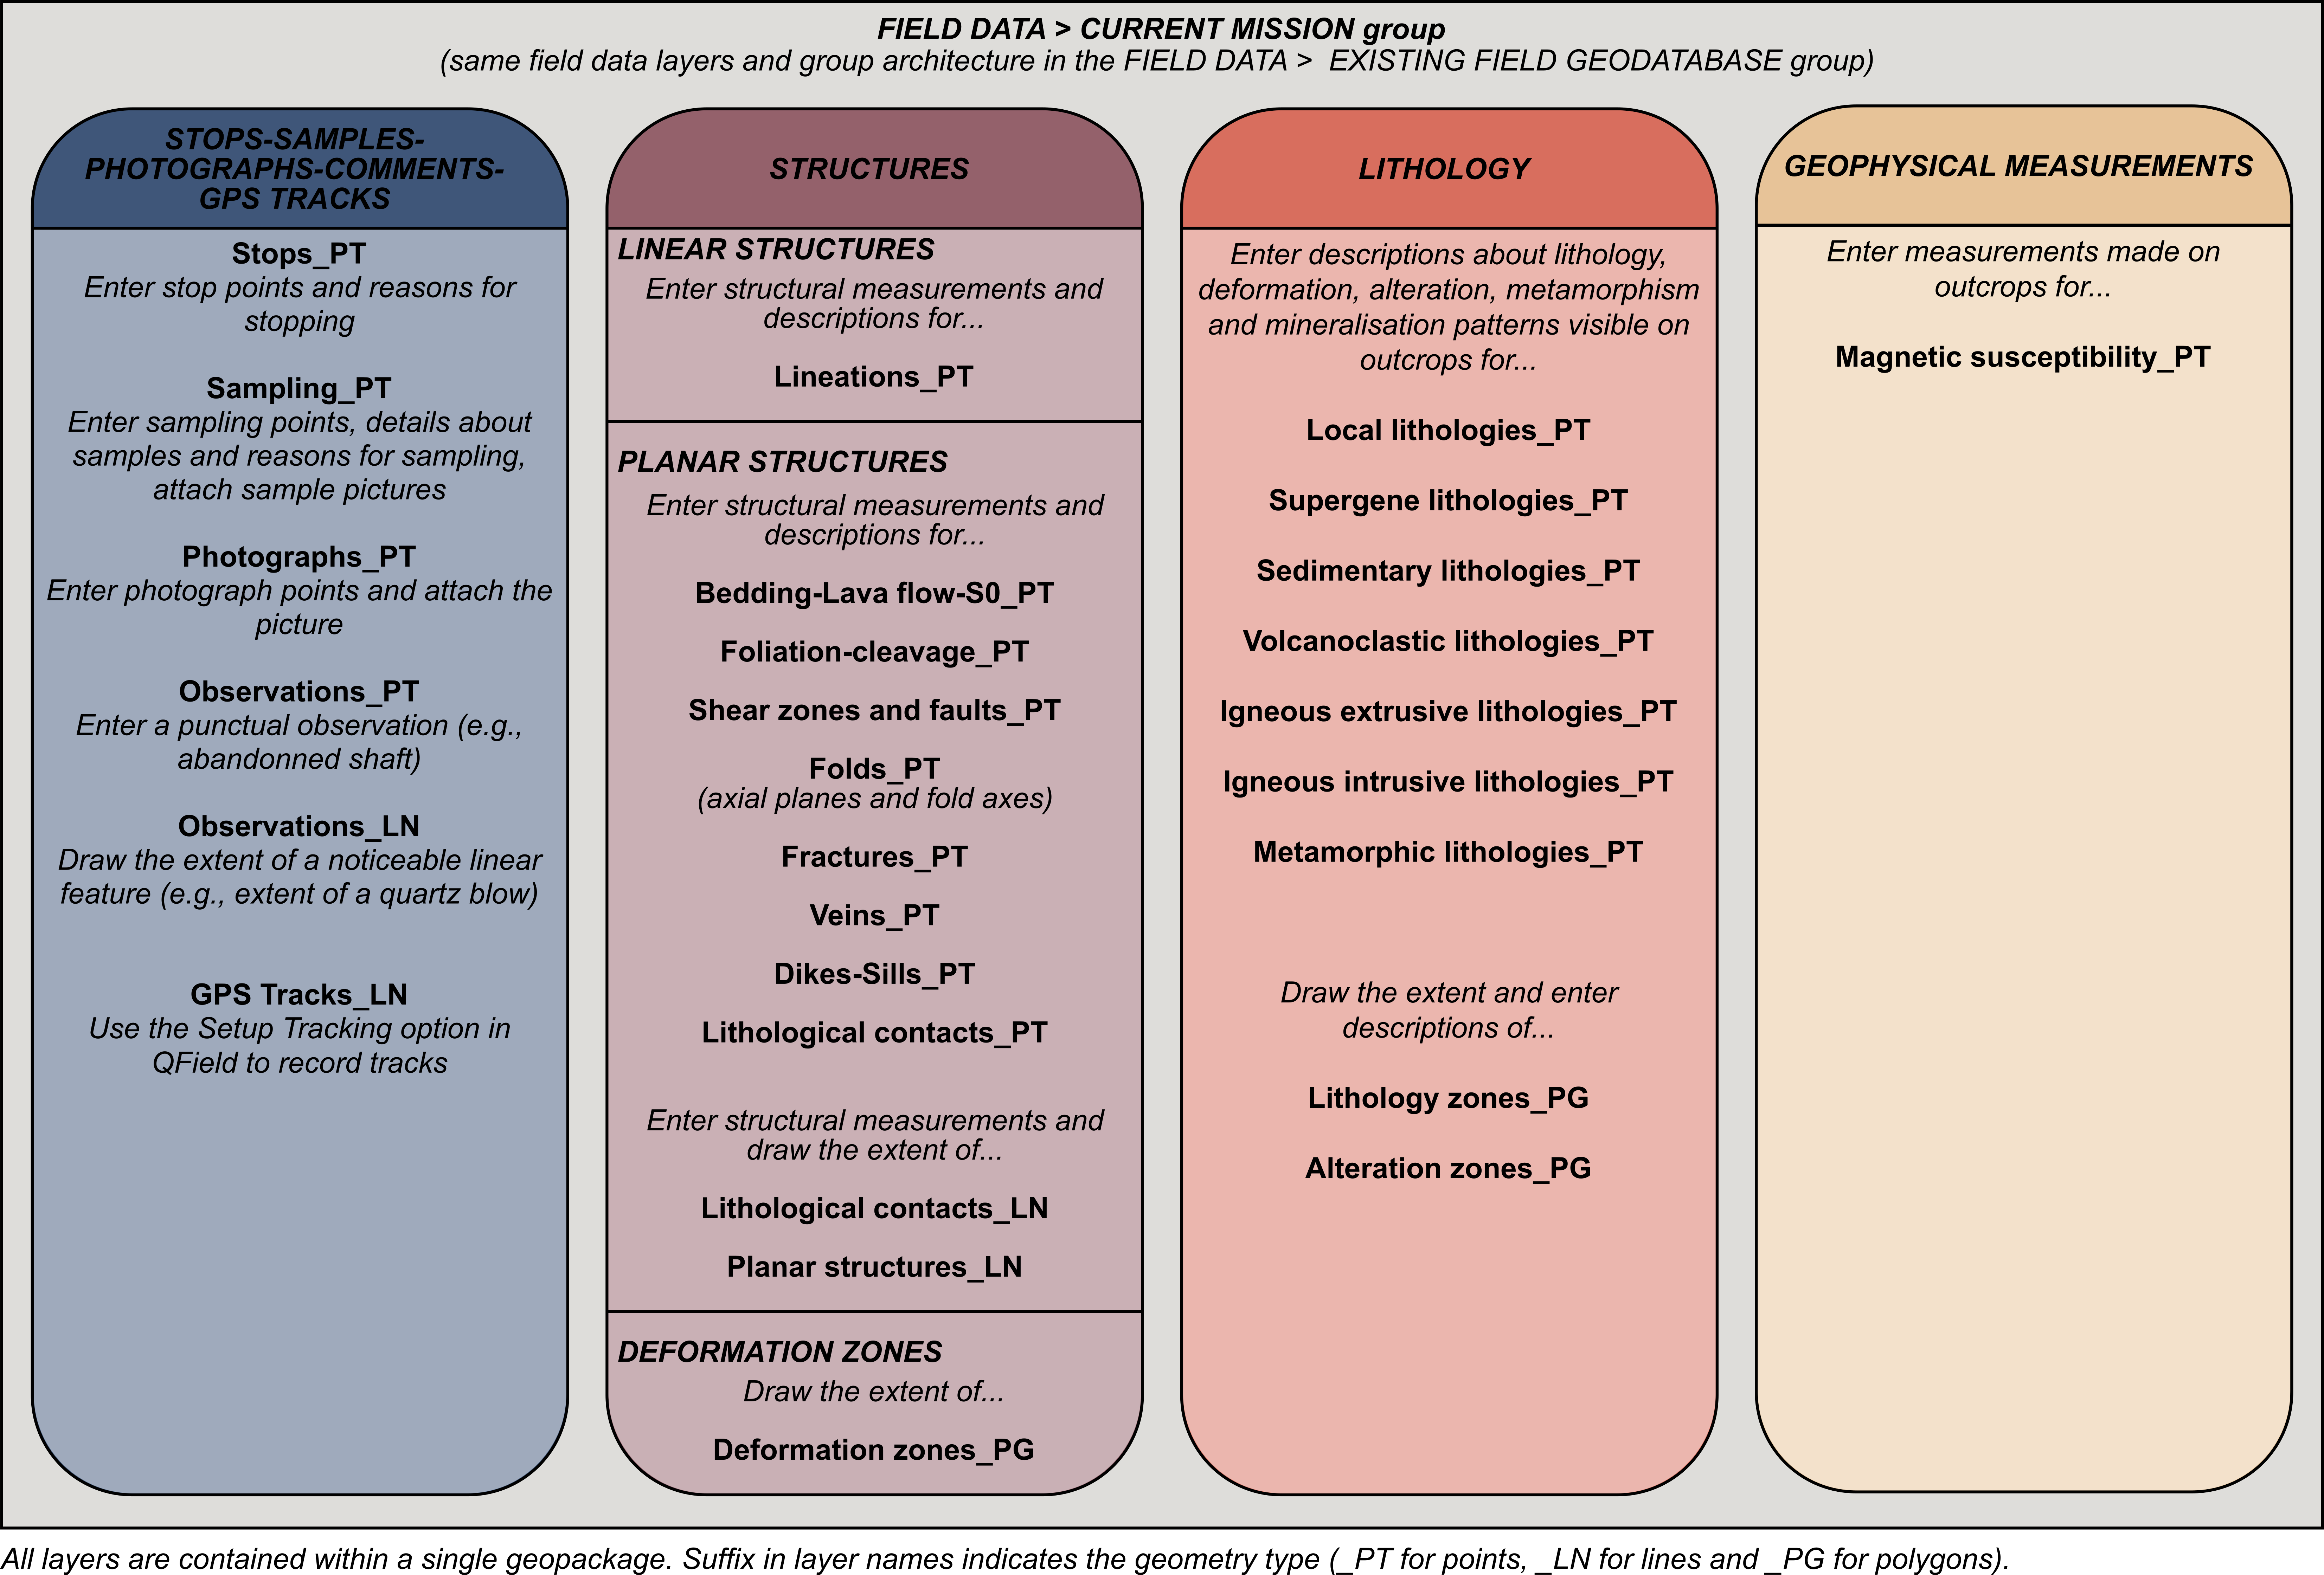 FIELD DATA > CURRENT MISSION group
(same field data layers and group architecture in the FIELD DATA > EXISTING FIELD GEODATABASE group)
STOPS-SAMPLES-
PHOTOGRAPHS-COMMENTS-
GPS TRACKS
Stops_PT
Enter stop points and reasons for
stopping
Sampling_PT
Enter sampling points, details about
samples and reasons for sampling,
attach sample pictures
Photographs_PT
Enter photograph points and attach the
picture
Observations_PT
Enter a punctual observation (e.g.,
abandonned shaft)
Observations_LN
Draw the extent of a noticeable linear
feature (e.g., extent of a quartz blow)
GPS Tracks_LN
Use the Setup Tracking option in
QField to record tracks
STRUCTURES
LINEAR STRUCTURES
Enter structural measurements and
descriptions for...
Lineations_PT
PLANAR STRUCTURES
Enter structural measurements and
descriptions for...
Bedding-Lava flow-S0_PT
Foliation-cleavage_PT
Shear zones and faults_PT
Folds_PT
(axial planes and fold axes)
Fractures_PT
Veins_PT
Dikes-Sills_PT
Lithological contacts_PT
Enter structural measurements and
draw the extent of...
Lithological contacts_LN
Planar structures_LN
DEFORMATION ZONES
Draw the extent of...
Deformation zones_PG
LITHOLOGY
Enter descriptions about lithology,
deformation, alteration, metamorphism
and mineralisation patterns visible on
outcrops for...
Local lithologies_PT
Supergene lithologies_PT
Sedimentary lithologies_PT
Volcanoclastic lithologies_PT
Igneous extrusive lithologies_PT
Igneous intrusive lithologies_PT
Metamorphic lithologies_PT
Draw the extent and enter
descriptions of...
Lithology zones_PG
Alteration zones_PG
GEOPHYSICAL MEASUREMENTS
Enter measurements made on
outcrops for...
Magnetic susceptibility_PT
All layers are contained within a single geopackage. Suffix in layer names indicates the geometry type (_PT for points, _LN for lines and _PG for polygons).